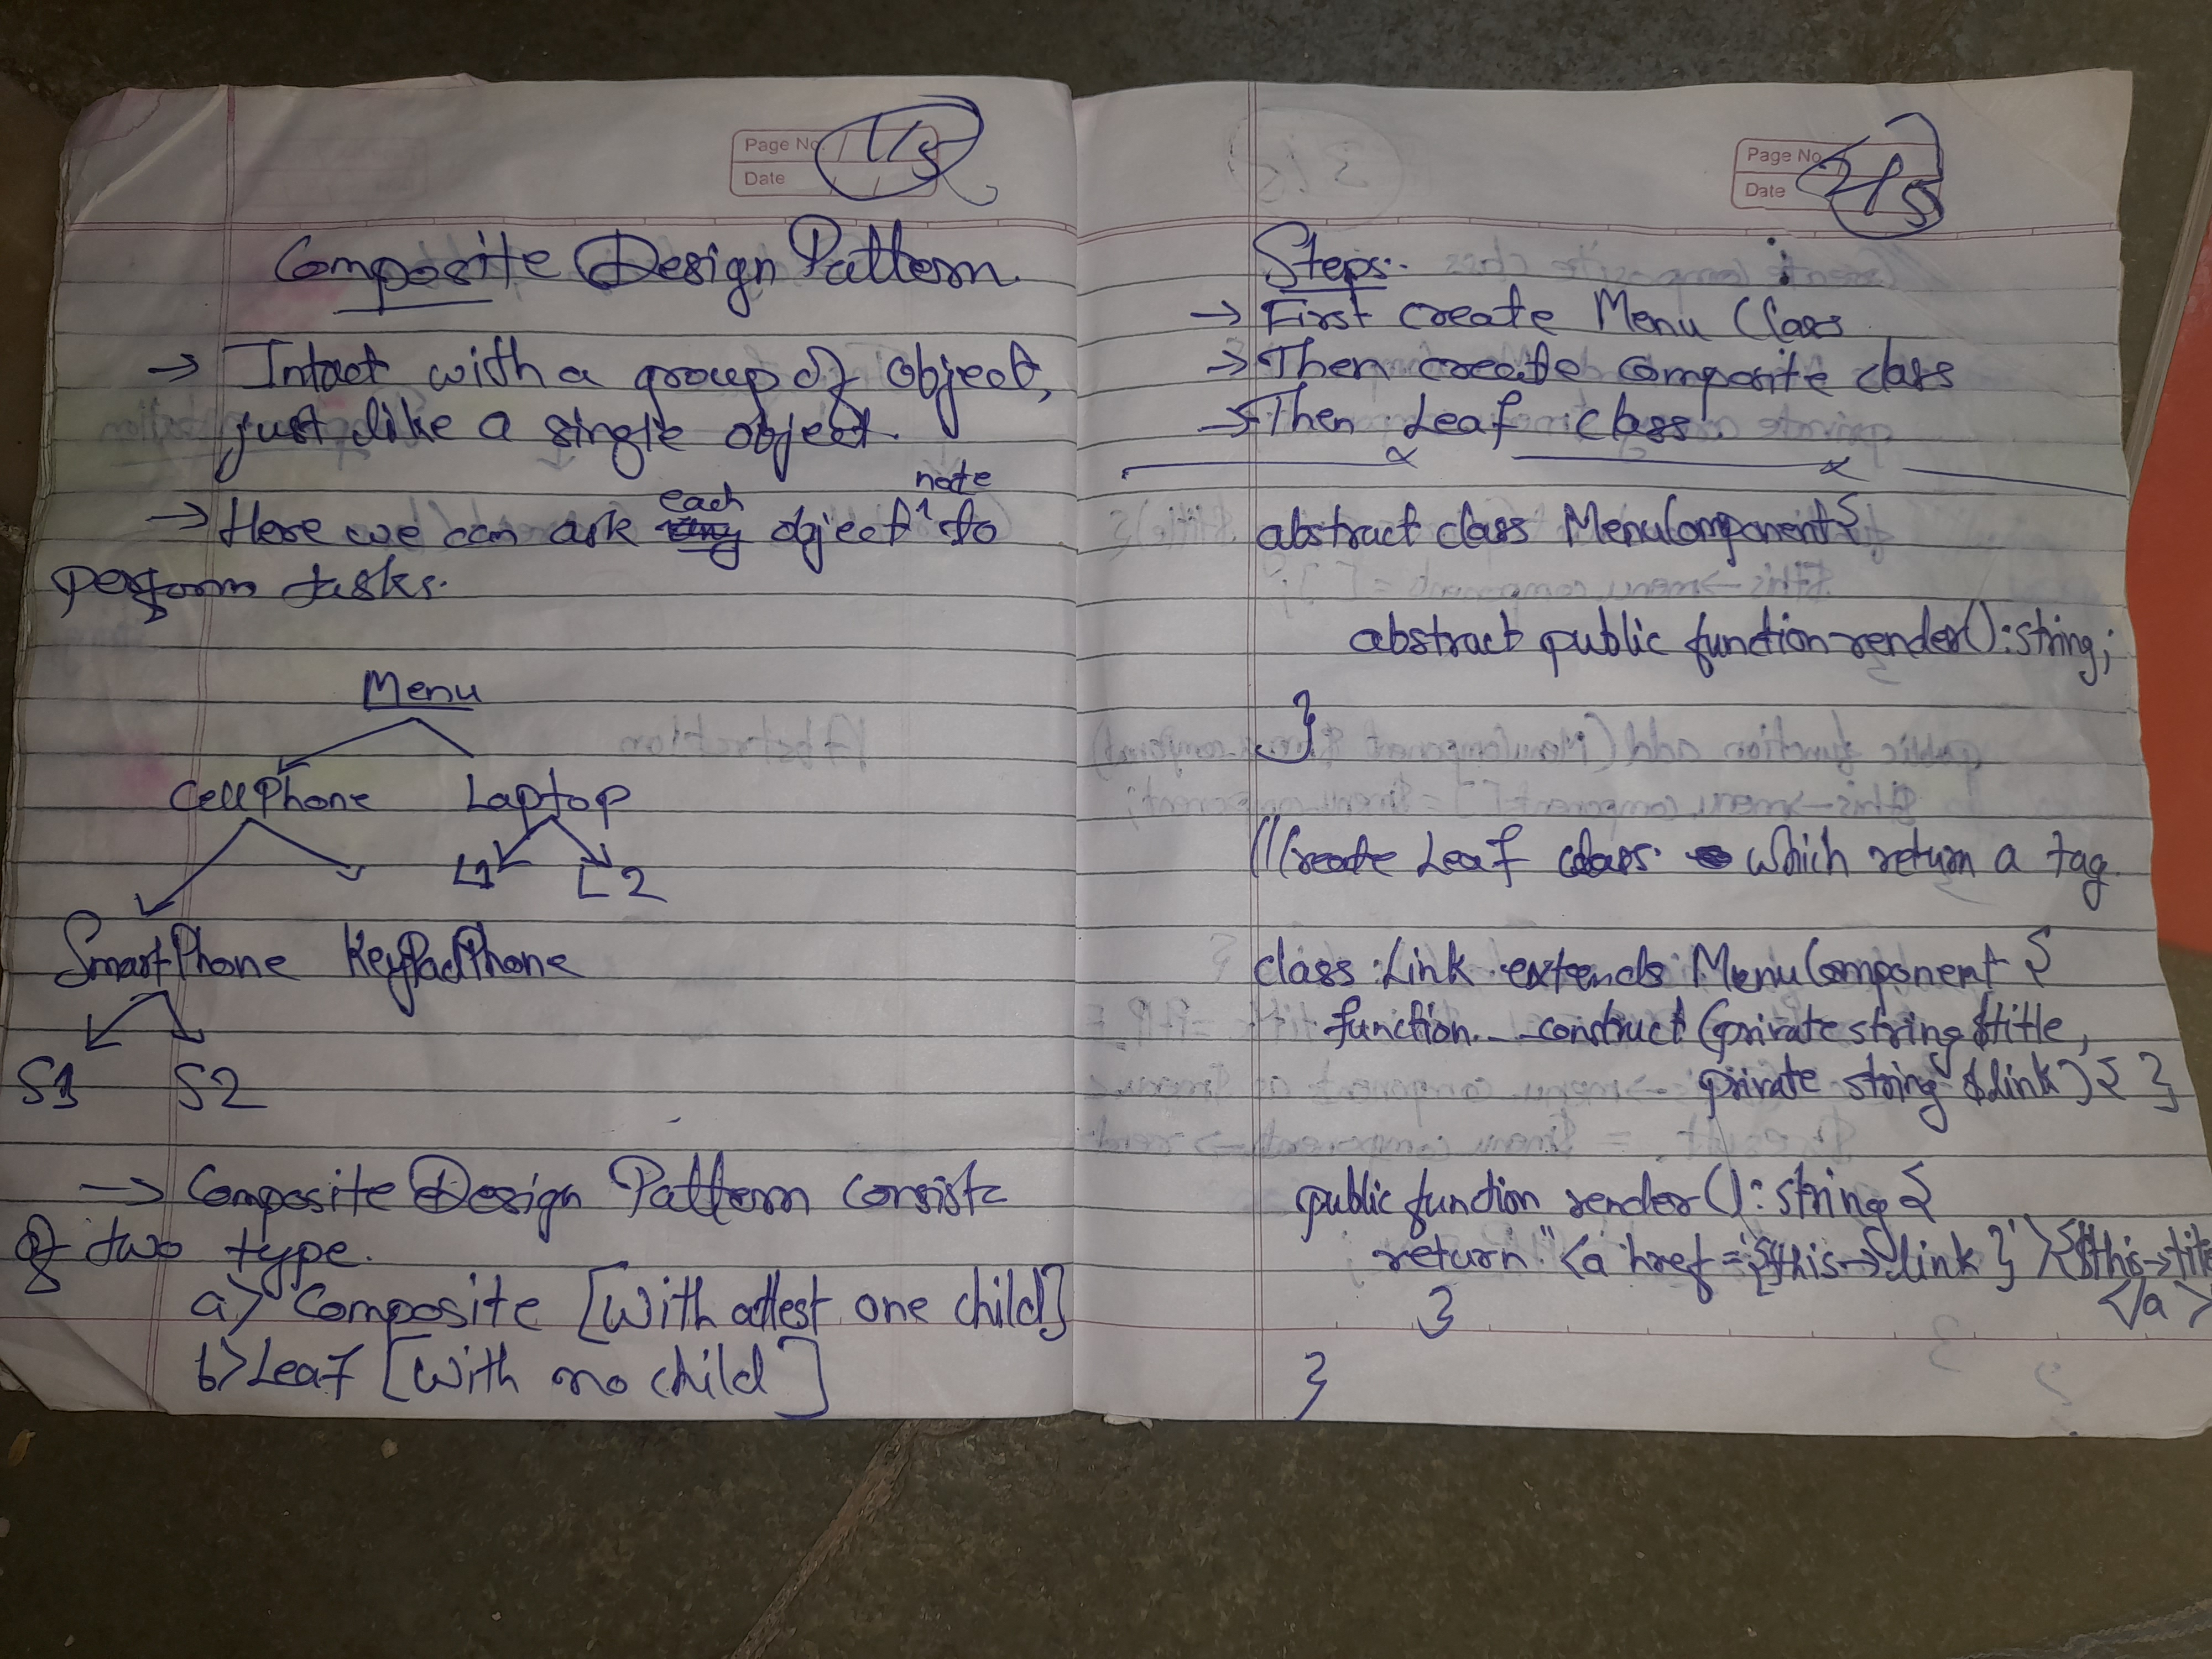 Page No.
Date
1/5
Composite Design Pattern.
→ Intact with a group of object,
just like a single object.
→ Here we can ask each object note to
perform tasks.
Menu
CellPhone Laptop
L1 L2
SmartPhone KeyPadPhone
S1 S2
→ Composite Design Pattern consist
of two type.
a) Composite [With atlest one child]
b) Leaf [With no child]
Page No.
Date
2/5
Steps:-
→ First create Menu Class
→ Then create composite class
→ Then Leaf class.
abstract class MenuComponent {
abstract public function render():string;
}
//Create Leaf class which return a tag.
class Link extends MenuComponent {
function __construct (private string $title,
private string $link) { }
public function render():string {
return "<a href='{$this->link}'>{$this->tit
</a>
}
}